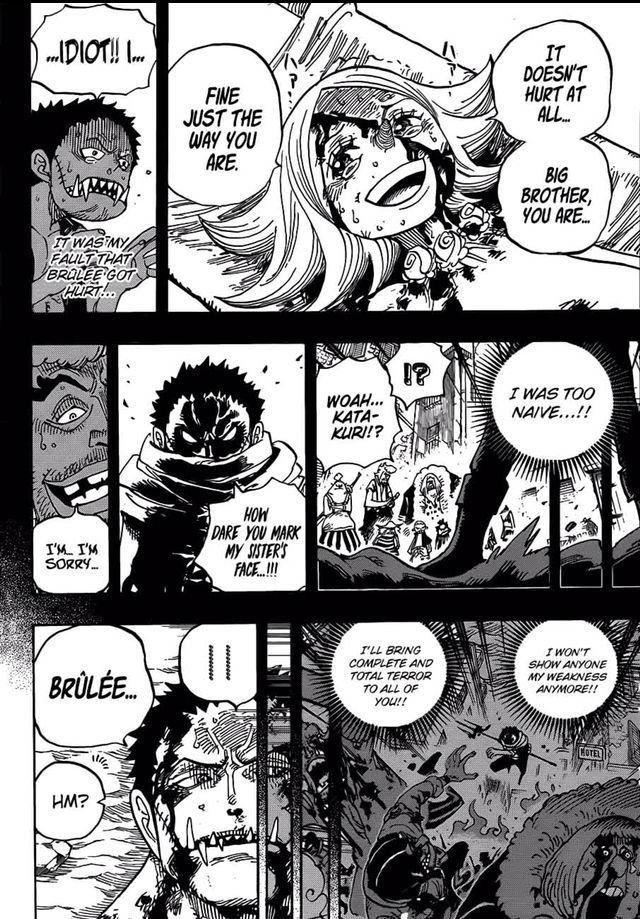 IT
DOESN'T
HURT AT
ALL...
BIG
BROTHER,
YOU ARE...
FINE
JUST THE
WAY YOU
ARE.
...IDIOT!! I...
IT WAS MY
FAULT THAT
BRÛLÉE GOT
HURT...
I WAS TOO
NAIVE...!!
!?
WOAH...
KATA-
KURI!?
HOW
DARE YOU MARK
MY SISTER'S
FACE...!!!
I'M... I'M
SORRY...
I WON'T
SHOW ANYONE
MY WEAKNESS
ANYMORE!!
I'LL BRING
COMPLETE AND
TOTAL TERROR
TO ALL OF
YOU!!
HOTEL
!!
BRÛLÉE...
HM?